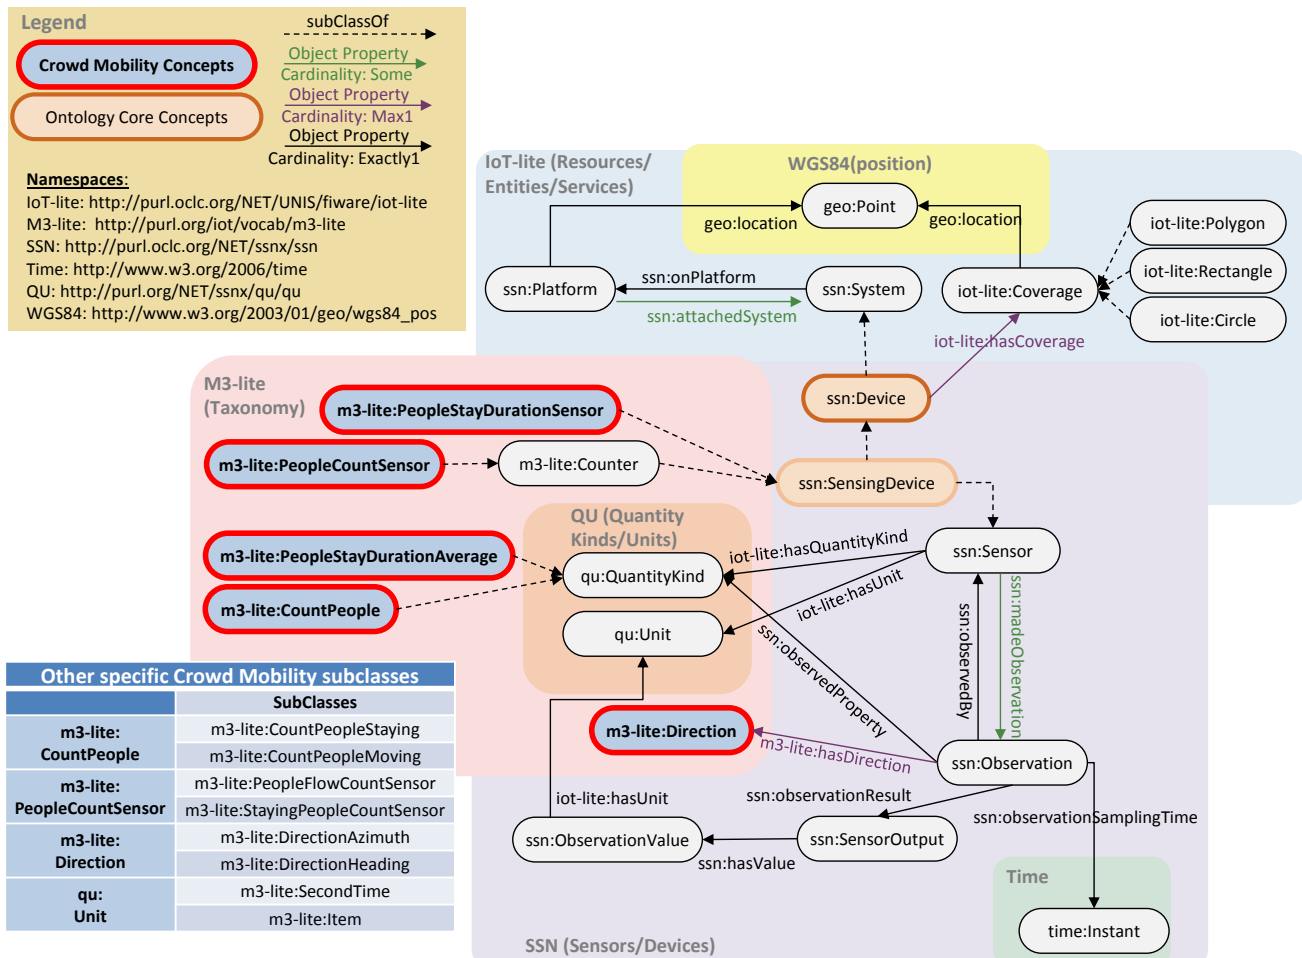 Legend
subClassOf
Crowd Mobility Concepts
Object Property
Cardinality: Some
Ontology Core Concepts
Object Property
Cardinality: Max1
Object Property
Cardinality: Exactly1
Namespaces:
IoT-lite: http://purl.oclc.org/NET/UNIS/fiware/iot-lite
M3-lite: http://purl.org/iot/vocab/m3-lite
SSN: http://purl.oclc.org/NET/ssnx/ssn
Time: http://www.w3.org/2006/time
QU: http://purl.org/NET/ssnx/qu/qu
WGS84: http://www.w3.org/2003/01/geo/wgs84_pos
IoT-lite (Resources/
Entities/Services)
WGS84(position)
geo:Point
geo:location
geo:location
iot-lite:Polygon
iot-lite:Rectangle
iot-lite:Circle
ssn:Platform
ssn:onPlatform
ssn:System
iot-lite:Coverage
ssn:attachedSystem
iot-lite:hasCoverage
M3-lite
(Taxonomy)
m3-lite:PeopleStayDurationSensor
ssn:Device
m3-lite:PeopleCountSensor
m3-lite:Counter
ssn:SensingDevice
QU (Quantity
Kinds/Units)
m3-lite:PeopleStayDurationAverage
qu:QuantityKind
iot-lite:hasQuantityKind
ssn:Sensor
m3-lite:CountPeople
iot-lite:hasUnit
qu:Unit
ssn:observedProperty
ssn:observedBy
ssn:madeObservation
m3-lite:Direction
m3-lite:hasDirection
ssn:Observation
iot-lite:hasUnit
ssn:observationResult
ssn:observationSamplingTime
ssn:ObservationValue
ssn:hasValue
ssn:SensorOutput
Time
time:Instant
SSN (Sensors/Devices)
Other specific Crowd Mobility subclasses
SubClasses
m3-lite:
CountPeople
m3-lite:CountPeopleStaying
m3-lite:CountPeopleMoving
m3-lite:
PeopleCountSensor
m3-lite:PeopleFlowCountSensor
m3-lite:StayingPeopleCountSensor
m3-lite:
Direction
m3-lite:DirectionAzimuth
m3-lite:DirectionHeading
qu:
Unit
m3-lite:SecondTime
m3-lite:Item